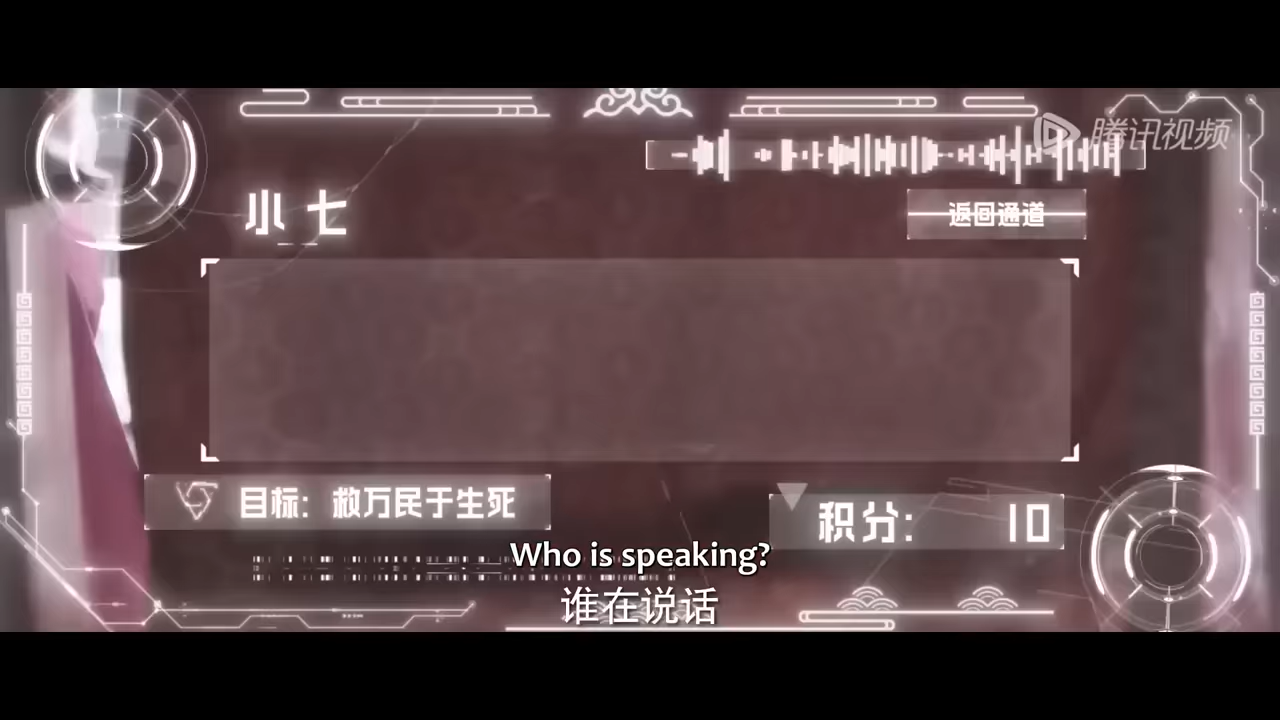 腾讯视频
小七
返回通道
目标：救万民于生死
积分： 10
Who is speaking?
谁在说话